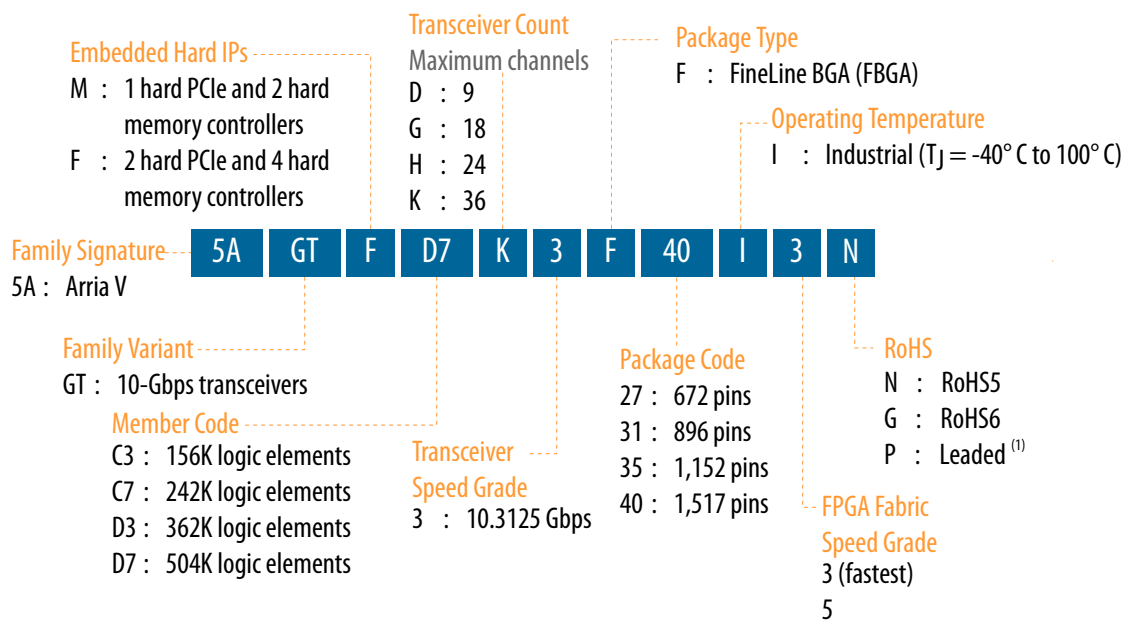 Embedded Hard IPs
M : 1 hard PCIe and 2 hard
memory controllers
F : 2 hard PCIe and 4 hard
memory controllers
Transceiver Count
Maximum channels
D : 9
G : 18
H : 24
K : 36
Package Type
F : FineLine BGA (FBGA)
Operating Temperature
I : Industrial (TJ = -40° C to 100° C)
Family Signature
5A : Arria V
5A GT F D7 K 3 F 40 I 3 N
Family Variant
GT : 10-Gbps transceivers
Member Code
C3 : 156K logic elements
C7 : 242K logic elements
D3 : 362K logic elements
D7 : 504K logic elements
Transceiver
Speed Grade
3 : 10.3125 Gbps
Package Code
27 : 672 pins
31 : 896 pins
35 : 1,152 pins
40 : 1,517 pins
RoHS
N : RoHS5
G : RoHS6
P : Leaded (1)
FPGA Fabric
Speed Grade
3 (fastest)
5